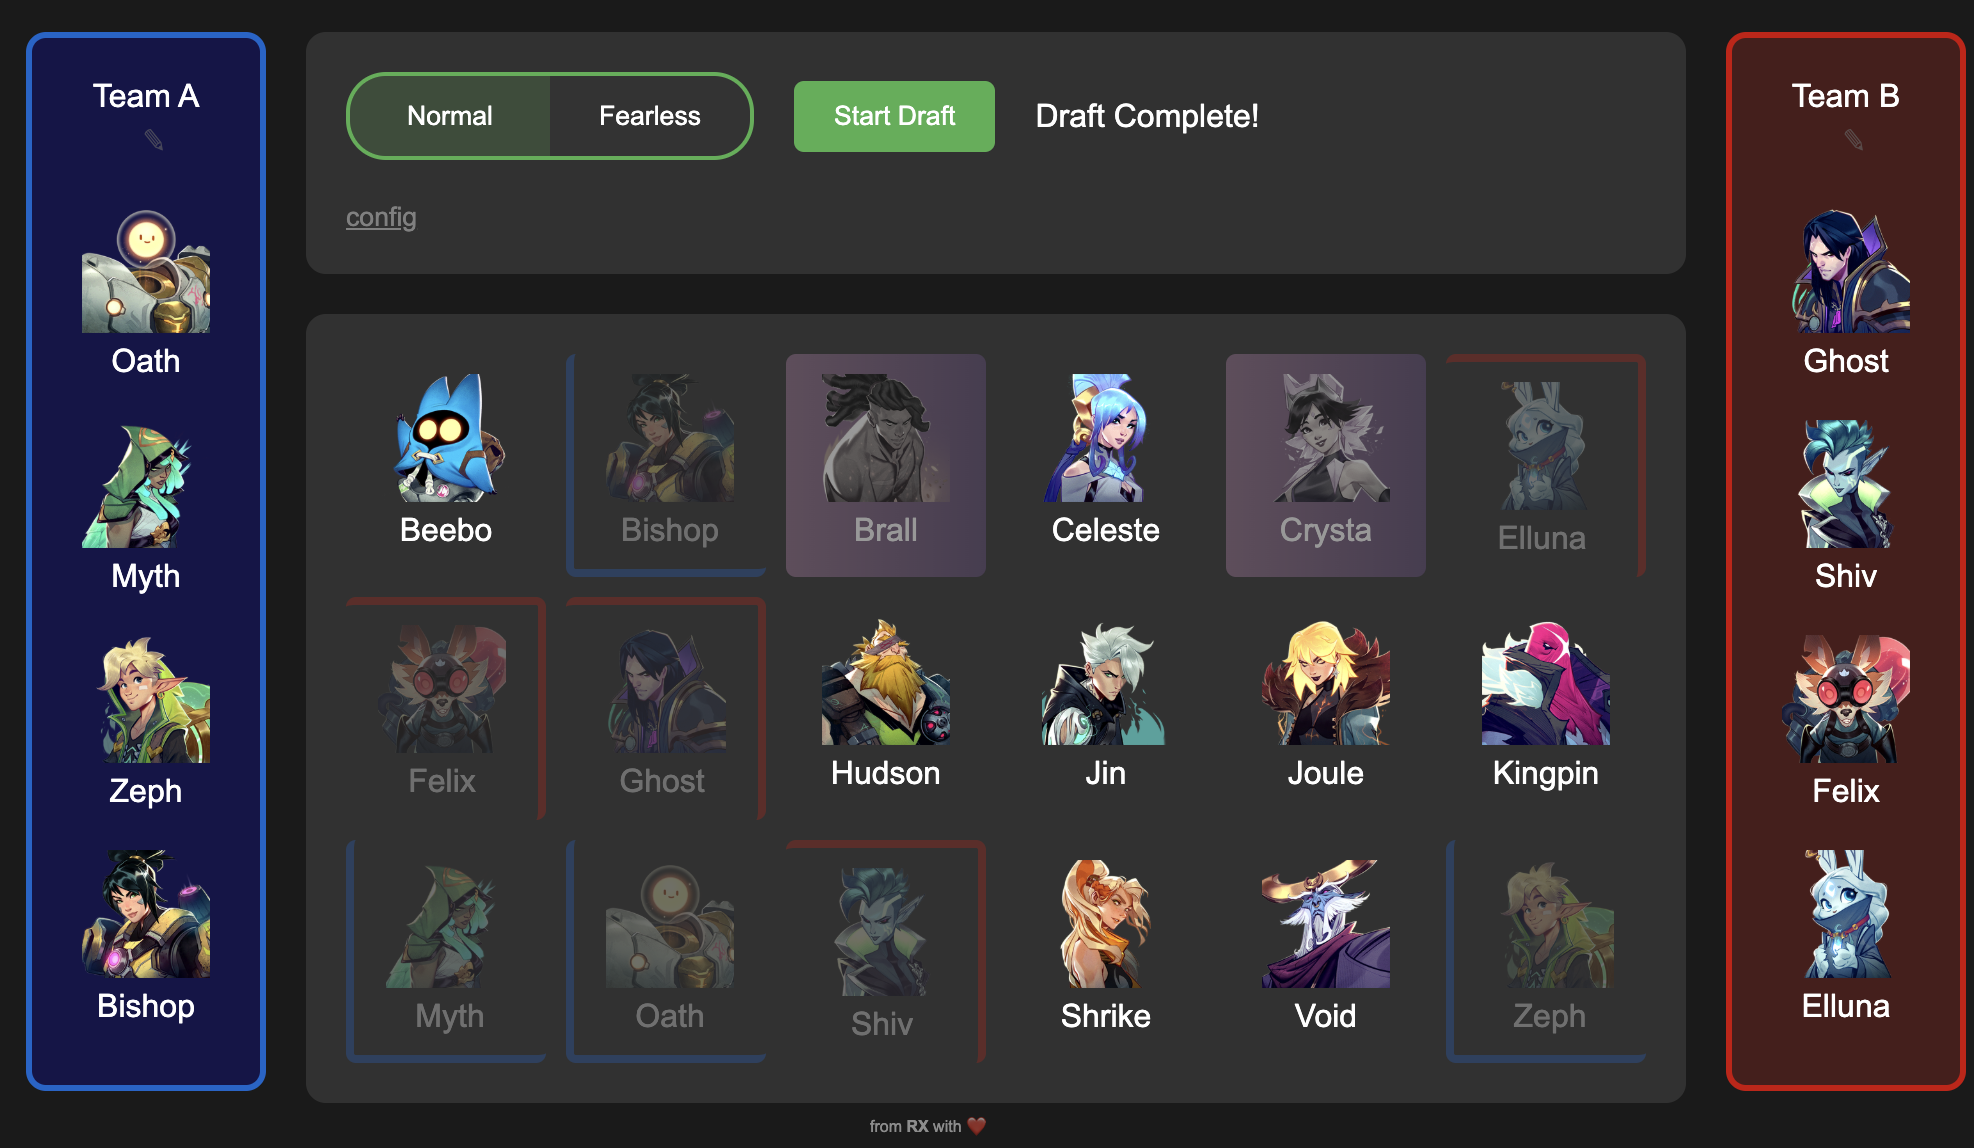 Team A
Oath
Myth
Zeph
Bishop
Normal
Fearless
Start Draft
Draft Complete!
config
Beebo
Bishop
Brall
Celeste
Crysta
Elluna
Felix
Ghost
Hudson
Jin
Joule
Kingpin
Myth
Oath
Shiv
Shrike
Void
Zeph
from RX with ❤️
Team B
Ghost
Shiv
Felix
Elluna